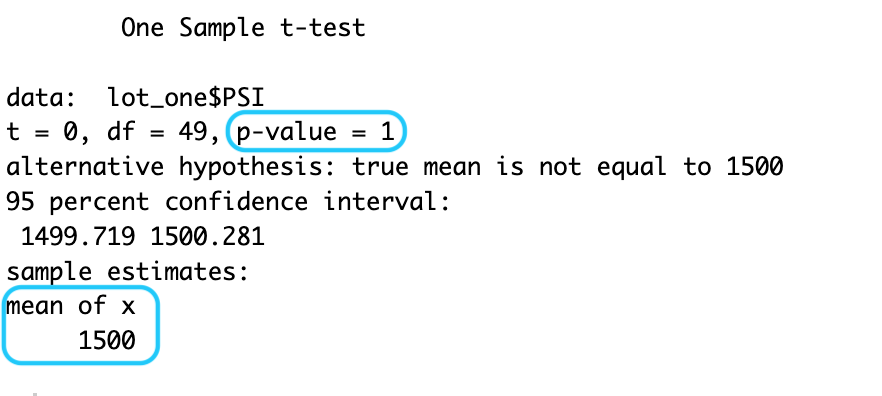 One Sample t-test
data: lot_one$PSI
t = 0, df = 49, p-value = 1
alternative hypothesis: true mean is not equal to 1500
95 percent confidence interval:
1499.719 1500.281
sample estimates:
mean of x
1500